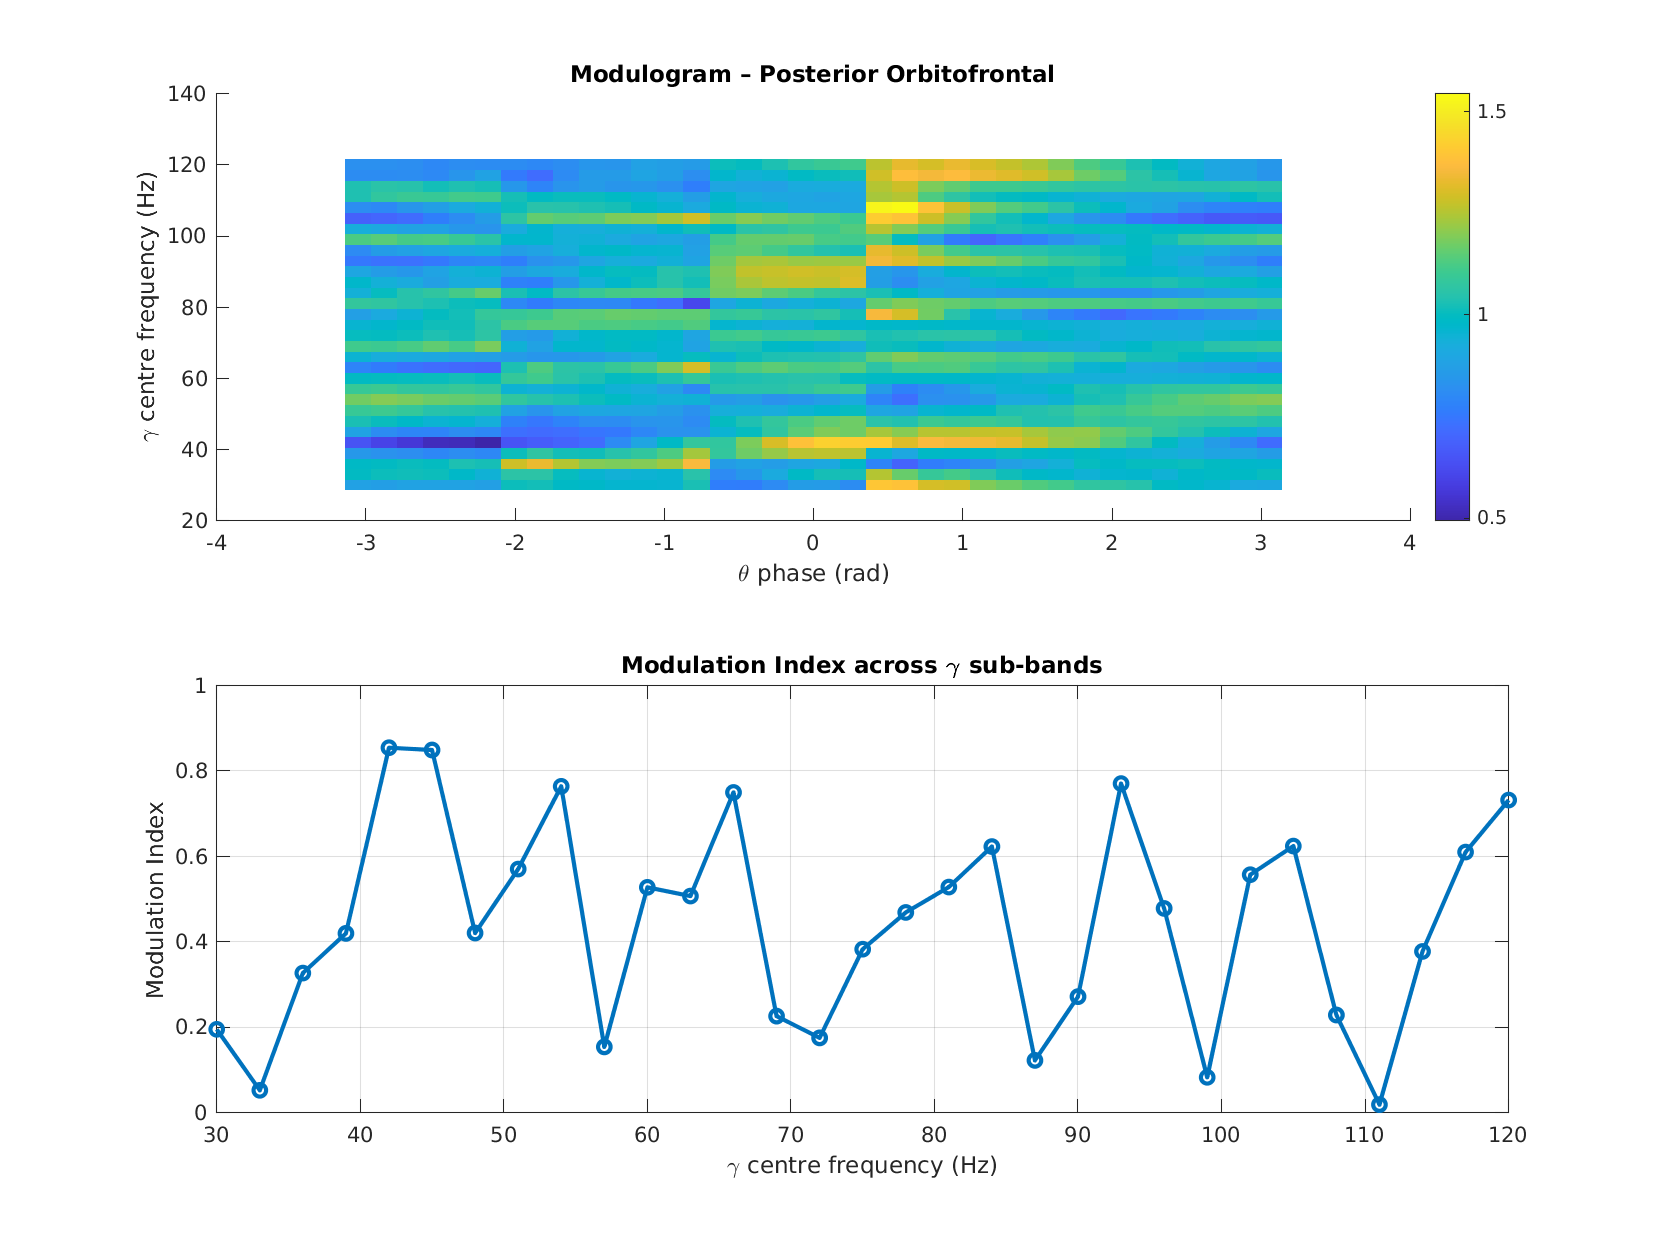 Modulogram – Posterior Orbitofrontal
140
120
100
80
60
40
20
γ centre frequency (Hz)
-4 -3 -2 -1 0 1 2 3 4
θ phase (rad)
1.5
1
0.5
Modulation Index across γ sub-bands
1
0.8
0.6
0.4
0.2
0
Modulation Index
30 40 50 60 70 80 90 100 110 120
γ centre frequency (Hz)